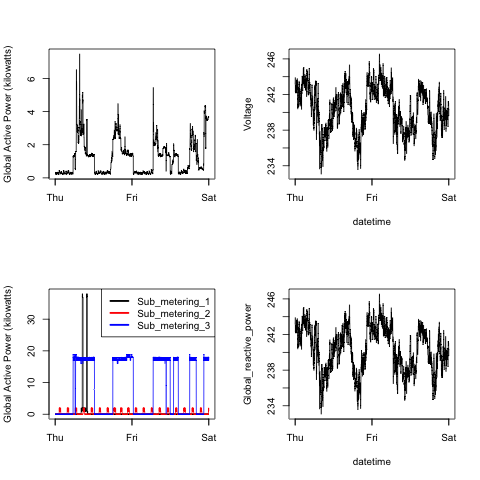 Global Active Power (kilowatts)
0 2 4 6
Thu Fri Sat
Voltage
234 238 242 246
Thu Fri Sat
datetime
Global Active Power (kilowatts)
0 10 20 30
Sub_metering_1
Sub_metering_2
Sub_metering_3
Thu Fri Sat
Global_reactive_power
234 238 242 246
Thu Fri Sat
datetime